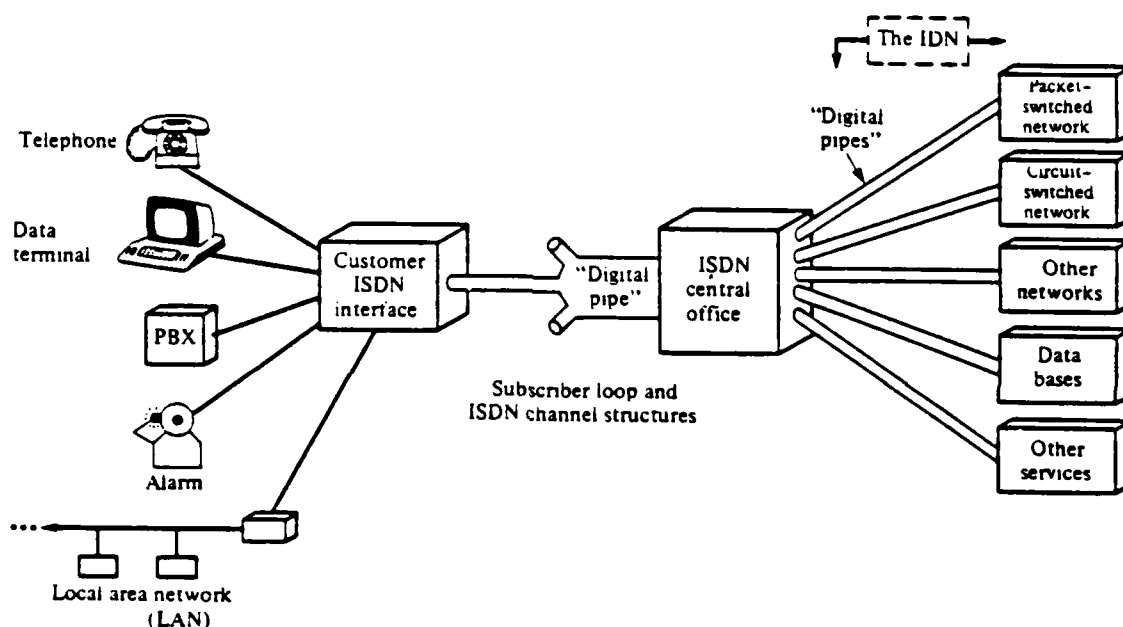 The IDN
Packet-
switched
network
"Digital
pipes"
Telephone
Circuit-
switched
network
Data
terminal
Customer
ISDN
interface
"Digital
pipe"
ISDN
central
office
Other
networks
PBX
Data
bases
Subscriber loop and
ISDN channel structures
Other
services
Alarm
Local area network
(LAN)